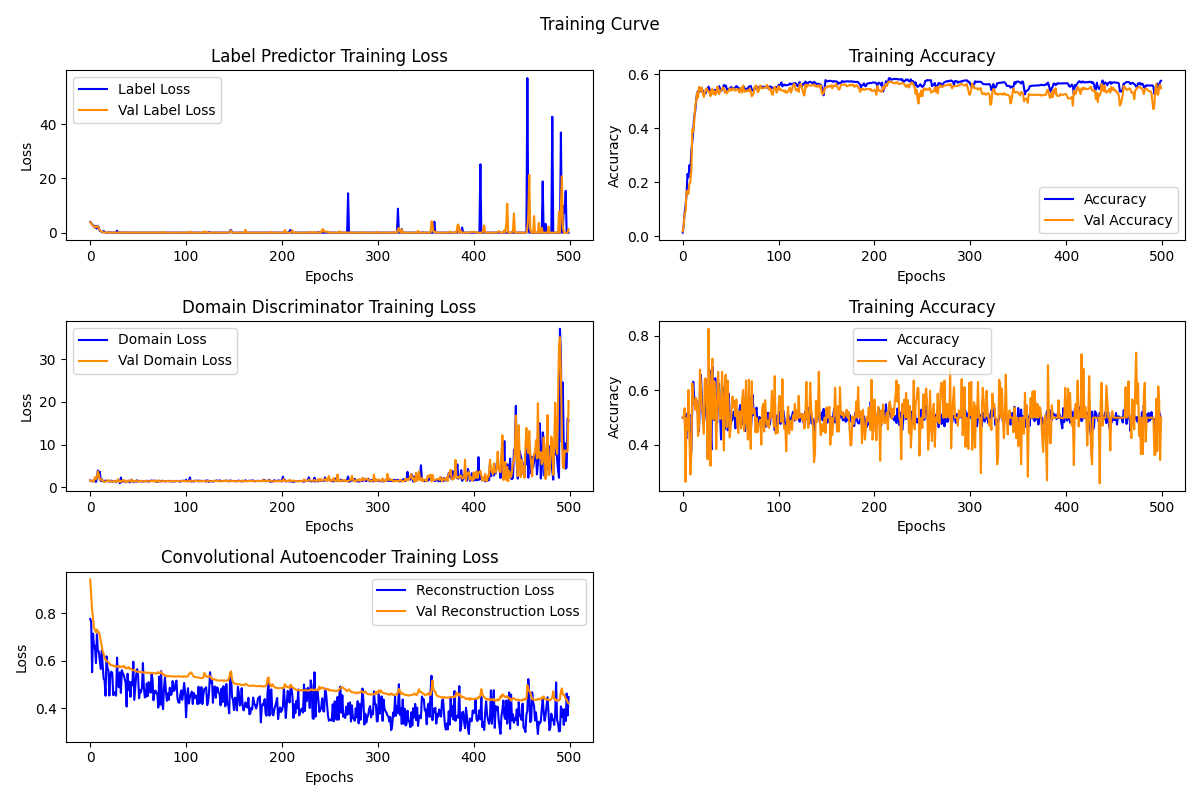 Training Curve
Label Predictor Training Loss
Label Loss
Val Label Loss
Loss
40
20
0
0 100 200 300 400 500
Epochs
Training Accuracy
Accuracy
0.6
0.4
0.2
0.0
Accuracy
Val Accuracy
0 100 200 300 400 500
Epochs
Domain Discriminator Training Loss
Domain Loss
Val Domain Loss
Loss
30
20
10
0
0 100 200 300 400 500
Epochs
Training Accuracy
Accuracy
Val Accuracy
Accuracy
0.8
0.6
0.4
0 100 200 300 400 500
Epochs
Convolutional Autoencoder Training Loss
Reconstruction Loss
Val Reconstruction Loss
Loss
0.8
0.6
0.4
0 100 200 300 400 500
Epochs